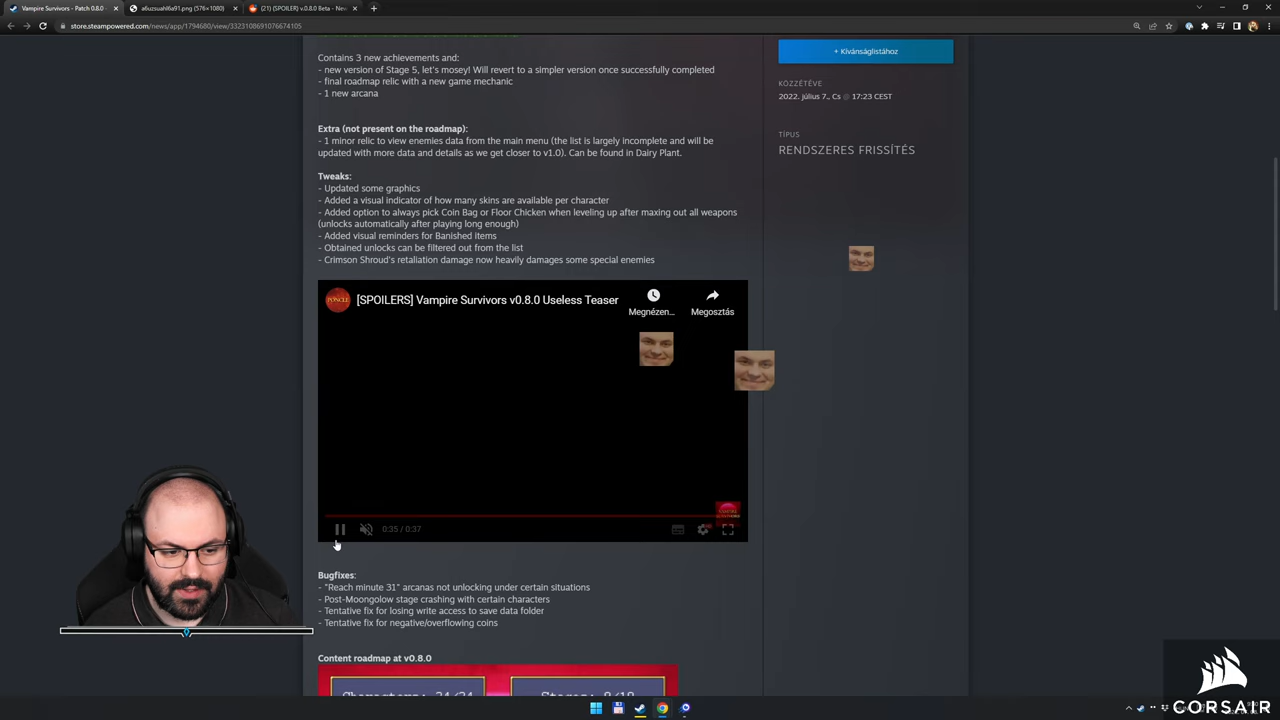 Vampire Survivors - Patch 0.8.0 -
a6uzsuahl6a91.png (576×1080)
(21) (SPOILER) v.0.8.0 Beta - Nev
store.steampowered.com/news/app/1794680/view/3323108691076674105
Contains 3 new achievements and:
- new version of Stage 5, let's mosey! Will revert to a simpler version once successfully completed
- final roadmap relic with a new game mechanic
- 1 new arcana
+ Kívánságlistához
KÖZZÉTÉVE
2022. július 7., Cs @ 17:23 CEST
TÍPUS
RENDSZERES FRISSÍTÉS
Extra (not present on the roadmap):
- 1 minor relic to view enemies data from the main menu (the list is largely incomplete and will be
updated with more data and details as we get closer to v1.0). Can be found in Dairy Plant.
Tweaks:
- Updated some graphics
- Added a visual indicator of how many skins are available per character
- Added option to always pick Coin Bag or Floor Chicken when leveling up after maxing out all weapons
(unlocks automatically after playing long enough)
- Added visual reminders for Banished items
- Obtained unlocks can be filtered out from the list
- Crimson Shroud's retaliation damage now heavily damages some special enemies
PONCLE
[SPOILERS] Vampire Survivors v0.8.0 Useless Teaser
Megnézen...
Megosztás
0:35 / 0:37
Bugfixes:
- "Reach minute 31" arcanas not unlocking under certain situations
- Post-Moongolow stage crashing with certain characters
- Tentative fix for losing write access to save data folder
- Tentative fix for negative/overflowing coins
Content roadmap at v0.8.0
CORSAIR